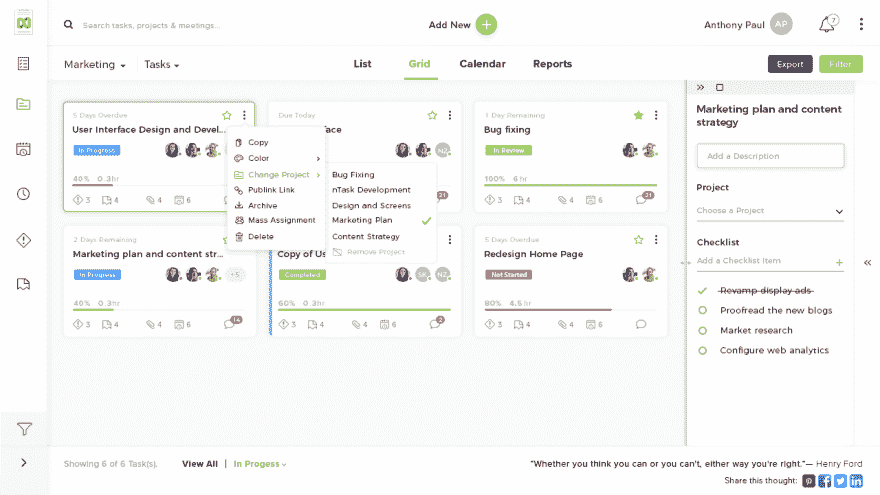 Search tasks, projects & meetings...
Add New +
Anthony Paul AP
7
Marketing
Tasks
List
Grid
Calendar
Reports
Export
Filter
5 Days Overdue
User Interface Design and Devel...
In Progress
40% 0.3hr
3 4 4 6
Copy
Color
Change Project
Publink Link
Archive
Mass Assignment
Delete
Bug Fixing
nTask Development
Design and Screens
Marketing Plan
Content Strategy
Remove Project
Due Today
face
NZ
21
1 Day Remaining
Bug fixing
In Review
100% 6 hr
3 4 4 6 21
2 Days Remaining
Marketing plan and content str...
In Progress
+5
40% 0.3hr
3 4 4 6 14
Copy of Us
Completed
SK NZ
60% 0.3hr
3 4 4 6 2
5 Days Overdue
Redesign Home Page
Not Started
80% 4.5 hr
3 4 4 6
Marketing plan and content
strategy
Add a Description
Project
Choose a Project
Checklist
Add a Checklist Item
Revamp display ads
Proofread the new blogs
Market research
Configure web analytics
Showing 6 of 6 Task(s).
View All | In Progess
"Whether you think you can or you can't, either way you're right."— Henry Ford
Share this thought: